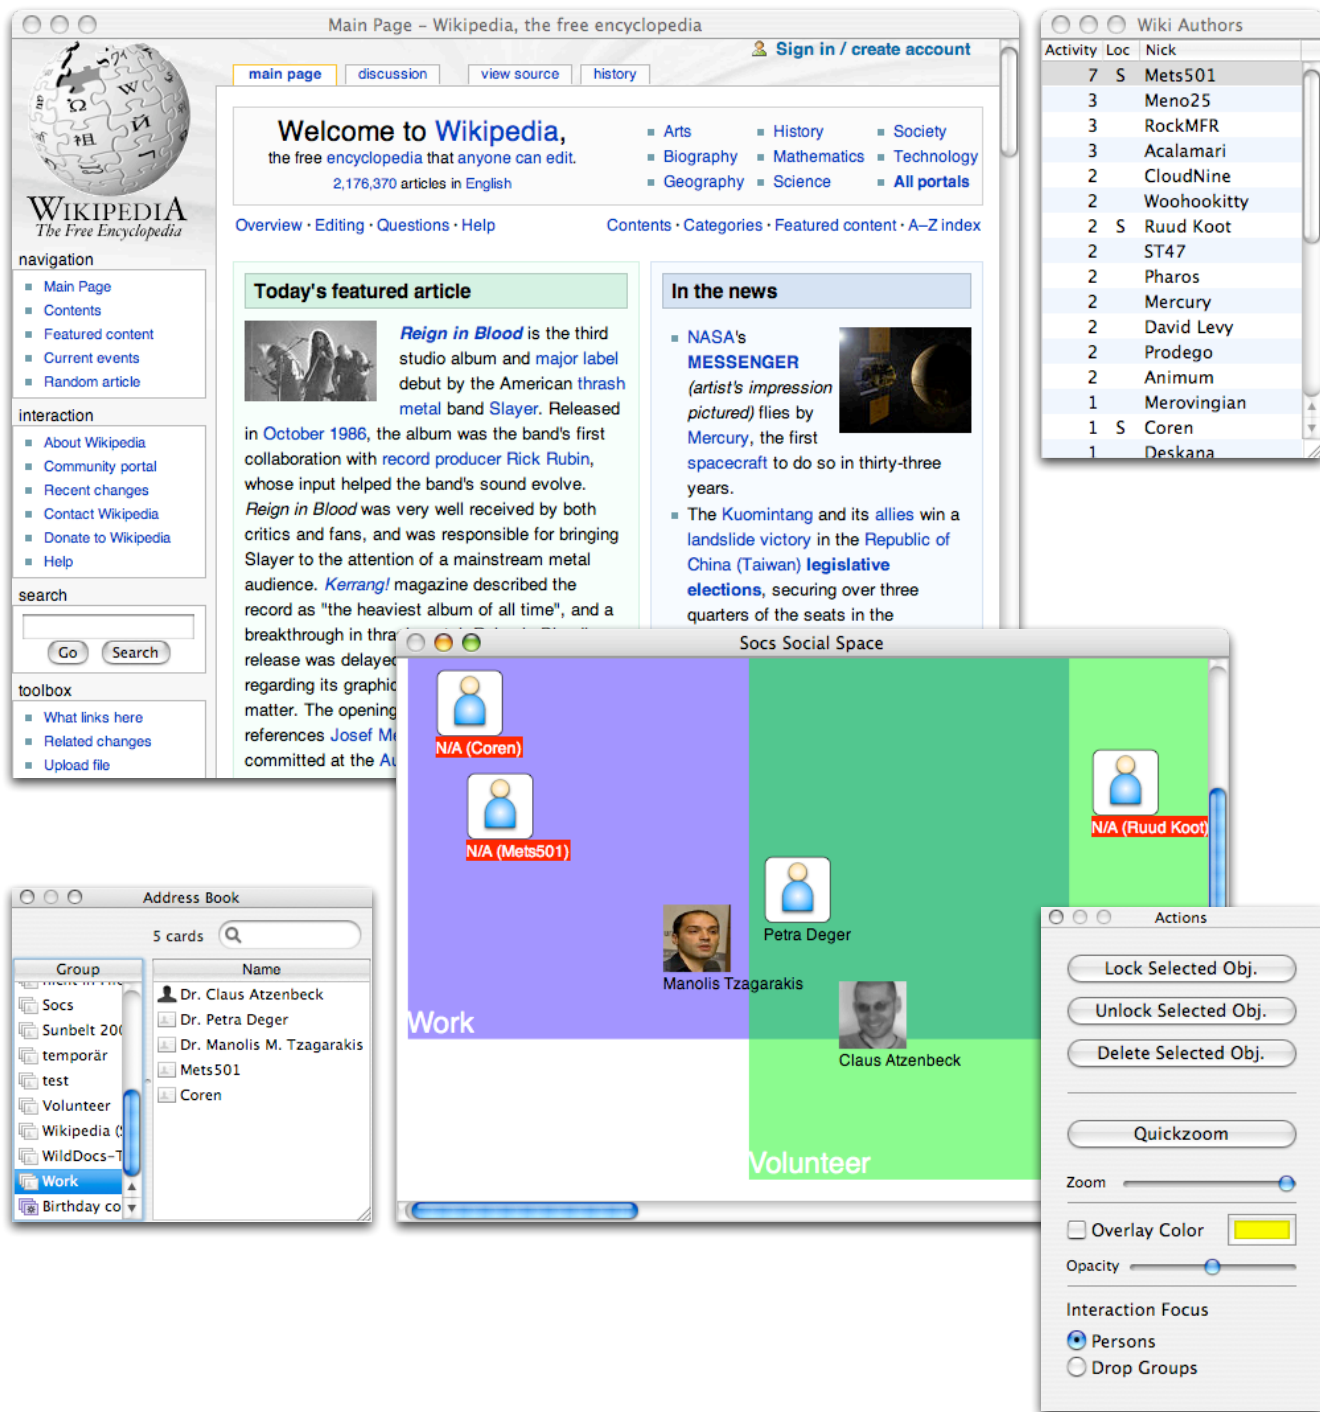 Main Page – Wikipedia, the free encyclopedia
Sign in / create account
main page
discussion
view source
history
WIKIPEDIA
The Free Encyclopedia
Welcome to Wikipedia,
the free encyclopedia that anyone can edit.
2,176,370 articles in English
Arts
History
Society
Biography
Mathematics
Technology
Geography
Science
All portals
Overview · Editing · Questions · Help
Contents · Categories · Featured content · A–Z index
navigation
Main Page
Contents
Featured content
Current events
Random article
interaction
About Wikipedia
Community portal
Recent changes
Contact Wikipedia
Donate to Wikipedia
Help
search
Go
Search
toolbox
What links here
Related changes
Upload file
Today's featured article
Reign in Blood is the third
studio album and major label
debut by the American thrash
metal band Slayer. Released
in October 1986, the album was the band's first
collaboration with record producer Rick Rubin,
whose input helped the band's sound evolve.
Reign in Blood was very well received by both
critics and fans, and was responsible for bringing
Slayer to the attention of a mainstream metal
audience. Kerrang! magazine described the
record as "the heaviest album of all time", and a
breakthrough in
release was delayed
regarding its graphic
matter. The opening
references Josef
committed at the
In the news
NASA's
MESSENGER
(artist's impression
pictured) flies by
Mercury, the first
spacecraft to do so in thirty-three
years.
The Kuomintang and its allies win a
landslide victory in the Republic of
China (Taiwan) legislative
elections, securing over three
quarters of the seats in the
Wiki Authors
Activity Loc Nick
7 S Mets501
3 Meno25
3 RockMFR
3 Acalamari
2 CloudNine
2 Woohookitty
2 S Ruud Koot
2 ST47
2 Pharos
2 Mercury
2 David Levy
2 Prodego
2 Animum
1 Merovingian
1 S Coren
1 Deskana
Socs Social Space
N/A (Coren)
N/A (Mets501)
N/A (Ruud Koot)
Petra Deger
Manolis Tzagarakis
Claus Atzenbeck
Work
Volunteer
Address Book
5 cards
Group
Name
Socs
Sunbelt 200
temporär
test
Volunteer
Wikipedia (
WildDocs-T
Work
Birthday co
Dr. Claus Atzenbeck
Dr. Petra Deger
Dr. Manolis M. Tzagarakis
Mets501
Coren
Actions
Lock Selected Obj.
Unlock Selected Obj.
Delete Selected Obj.
Quickzoom
Zoom
Overlay Color
Opacity
Interaction Focus
Persons
Drop Groups